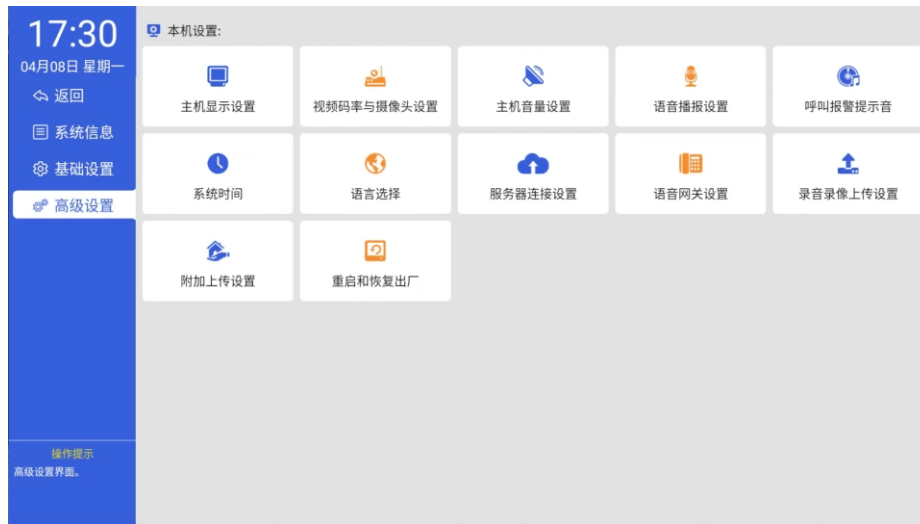 17:30
04月08日 星期一
返回
系统信息
基础设置
高级设置
操作提示
高级设置界面。
本机设置:
主机显示设置
视频码率与摄像头设置
主机音量设置
语音播报设置
呼叫报警提示音
系统时间
语言选择
服务器连接设置
语音网关设置
录音录像上传设置
附加上传设置
重启和恢复出厂